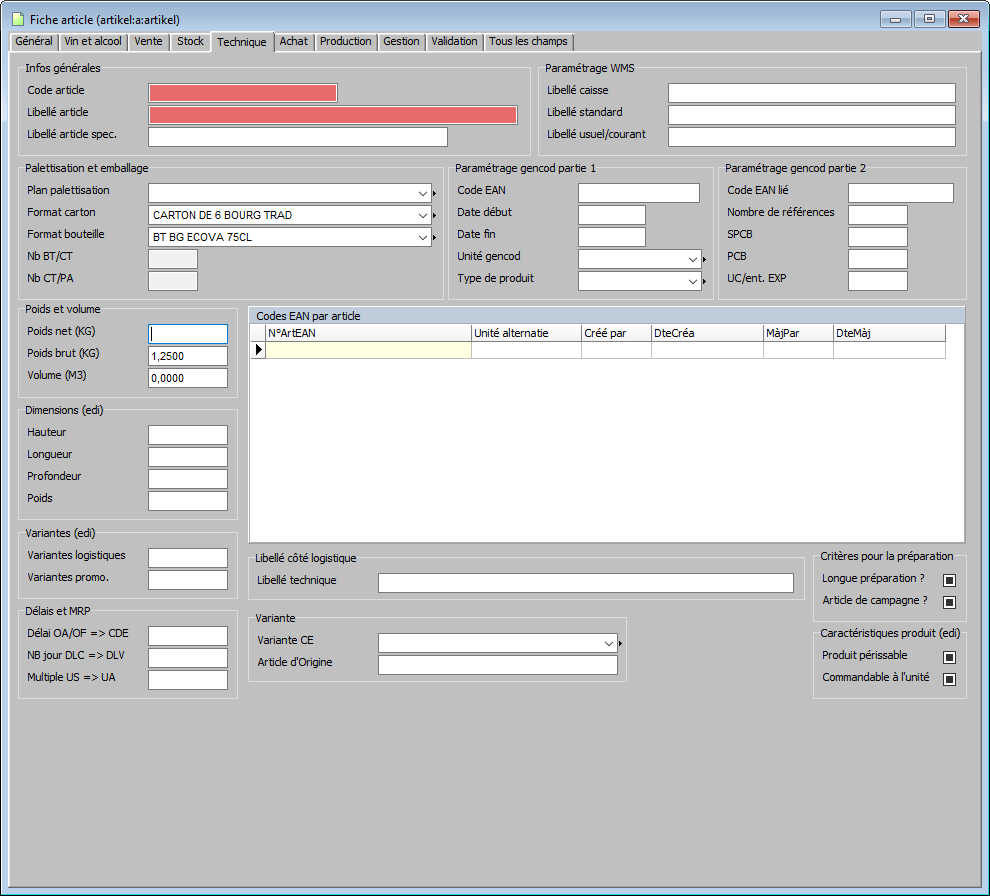 Fiche article (artikel:a:artikel)
Général Vin et alcool Vente Stock Technique Achat Production Gestion Validation Tous les champs
Infos générales
Code article
Libellé article
Libellé article spec.
Paramétrage WMS
Libellé caisse
Libellé standard
Libellé usuel/courant
Palettisation et emballage
Plan palettisation
Format carton CARTON DE 6 BOURG TRAD
Format bouteille BT BG ECOVA 75CL
Nb BT/CT
Nb CT/PA
Paramétrage gencod partie 1
Code EAN
Date début
Date fin
Unité gencod
Type de produit
Paramétrage gencod partie 2
Code EAN lié
Nombre de références
SPCB
PCB
UC/ent. EXP
Poids et volume
Poids net (KG)
Poids brut (KG) 1,2500
Volume (M3) 0,0000
Codes EAN par article
N°ArtEAN Unité alternatie Créé par DteCréa MàjPar DteMàj
Dimensions (edi)
Hauteur
Longueur
Profondeur
Poids
Variantes (edi)
Variantes logistiques
Variantes promo.
Délais et MRP
Délai OA/OF => CDE
NB jour DLC => DLV
Multiple US => UA
Libellé côté logistique
Libellé technique
Variante
Variante CE
Article d'Origine
Critères pour la préparation
Longue préparation ?
Article de campagne ?
Caractéristiques produit (edi)
Produit périssable
Commandable à l'unité